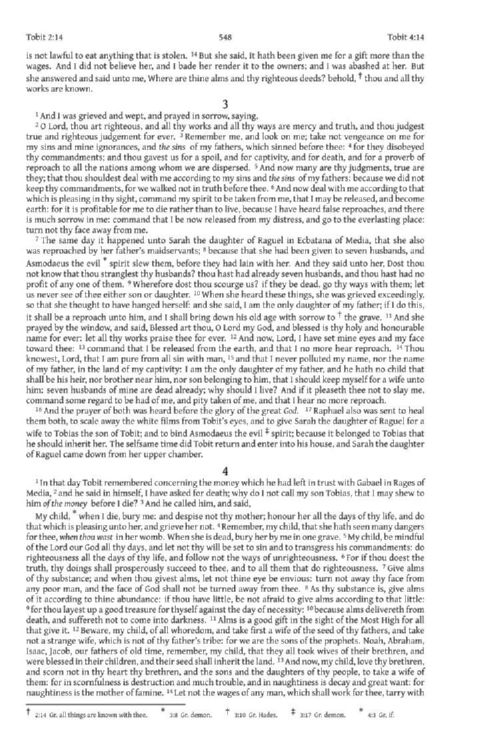 Tobit 2:14 548 Tobit 4:14
is not lawful to eat anything that is stolen. 14 But she said, It hath been given me for a gift more than the
wages. And I did not believe her, and I bade her render it to the owners; and I was abashed at her. But
she answered and said unto me, Where are thine alms and thy righteous deeds? behold, † thou and all thy
works are known.
3
1 And I was grieved and wept, and prayed in sorrow, saying,
2 O Lord, thou art righteous, and all thy works and all thy ways are mercy and truth, and thou judgest
true and righteous judgement for ever. 3 Remember me, and look on me; take not vengeance on me for
my sins and mine ignorances, and the sins of my fathers, which sinned before thee: 4 for they disobeyed
thy commandments; and thou gavest us for a spoil, and for captivity, and for death, and for a proverb of
reproach to all the nations among whom we are dispersed. 5 And now many are thy judgments, true are
they; that thou shouldest deal with me according to my sins and the sins of my fathers: because we did not
keep thy commandments, for we walked not in truth before thee. 6 And now deal with me according to that
which is pleasing in thy sight, command my spirit to be taken from me, that I may be released, and become
earth: for it is profitable for me to die rather than to live, because I have heard false reproaches, and there
is much sorrow in me: command that I be now released from my distress, and go to the everlasting place:
turn not thy face away from me.
7 The same day it happened unto Sarah the daughter of Raguel in Ecbatana of Media, that she also
was reproached by her father's maidservants; 8 because that she had been given to seven husbands, and
Asmodaeus the evil * spirit slew them, before they had lain with her. And they said unto her, Dost thou
not know that thou stranglest thy husbands? thou hast had already seven husbands, and thou hast had no
profit of any one of them. 9 Wherefore dost thou scourge us? if they be dead, go thy ways with them; let
us never see of thee either son or daughter. 10 When she heard these things, she was grieved exceedingly,
so that she thought to have hanged herself: and she said, I am the only daughter of my father; if I do this,
it shall be a reproach unto him, and I shall bring down his old age with sorrow to † the grave. 11 And she
prayed by the window, and said, Blessed art thou, O Lord my God, and blessed is thy holy and honourable
name for ever: let all thy works praise thee for ever. 12 And now, Lord, I have set mine eyes and my face
toward thee: 13 command that I be released from the earth, and that I no more hear reproach. 14 Thou
knowest, Lord, that I am pure from all sin with man, 15 and that I never polluted my name, nor the name
of my father, in the land of my captivity: I am the only daughter of my father, and he hath no child that
shall be his heir, nor brother near him, nor son belonging to him, that I should keep myself for a wife unto
him: seven husbands of mine are dead already; why should I live? And if it pleaseth thee not to slay me,
command some regard to be had of me, and pity taken of me, and that I hear no more reproach.
16 And the prayer of both was heard before the glory of the great God. 17 Raphael also was sent to heal
them both, to scale away the white films from Tobit's eyes, and to give Sarah the daughter of Raguel for a
wife to Tobias the son of Tobit; and to bind Asmodaeus the evil ‡ spirit; because it belonged to Tobias that
he should inherit her. The selfsame time did Tobit return and enter into his house, and Sarah the daughter
of Raguel came down from her upper chamber.
4
1 In that day Tobit remembered concerning the money which he had left in trust with Gabael in Rages of
Media, 2 and he said in himself, I have asked for death; why do I not call my son Tobias, that I may shew to
him of the money before I die? 3 And he called him, and said,
My child, * when I die, bury me: and despise not thy mother; honour her all the days of thy life, and do
that which is pleasing unto her, and grieve her not. 4 Remember, my child, that she hath seen many dangers
for thee, when thou wast in her womb. When she is dead, bury her by me in one grave. 5 My child, be mindful
of the Lord our God all thy days, and let not thy will be set to sin and to transgress his commandments: do
righteousness all the days of thy life, and follow not the ways of unrighteousness. 6 For if thou doest the
truth, thy doings shall prosperously succeed to thee, and to all them that do righteousness. 7 Give alms
of thy substance; and when thou givest alms, let not thine eye be envious: turn not away thy face from
any poor man, and the face of God shall not be turned away from thee. 8 As thy substance is, give alms
of it according to thine abundance: if thou have little, be not afraid to give alms according to that little:
9 for thou layest up a good treasure for thyself against the day of necessity: 10 because alms delivereth from
death, and suffereth not to come into darkness. 11 Alms is a good gift in the sight of the Most High for all
that give it. 12 Beware, my child, of all whoredom, and take first a wife of the seed of thy fathers, and take
not a strange wife, which is not of thy father's tribe: for we are the sons of the prophets. Noah, Abraham,
Isaac, Jacob, our fathers of old time, remember, my child, that they all took wives of their brethren, and
were blessed in their children, and their seed shall inherit the land. 13 And now, my child, love thy brethren,
and scorn not in thy heart thy brethren, and the sons and the daughters of thy people, to take a wife of
them: for in scornfulness is destruction and much trouble, and in naughtiness is decay and great want: for
naughtiness is the mother of famine. 14 Let not the wages of any man, which shall work for thee, tarry with
† 2:14 Gr. all things are known with thee. * 3:8 Gr. demon. † 3:10 Gr. Hades. ‡ 3:17 Gr. demon. * 4:3 Gr. if.